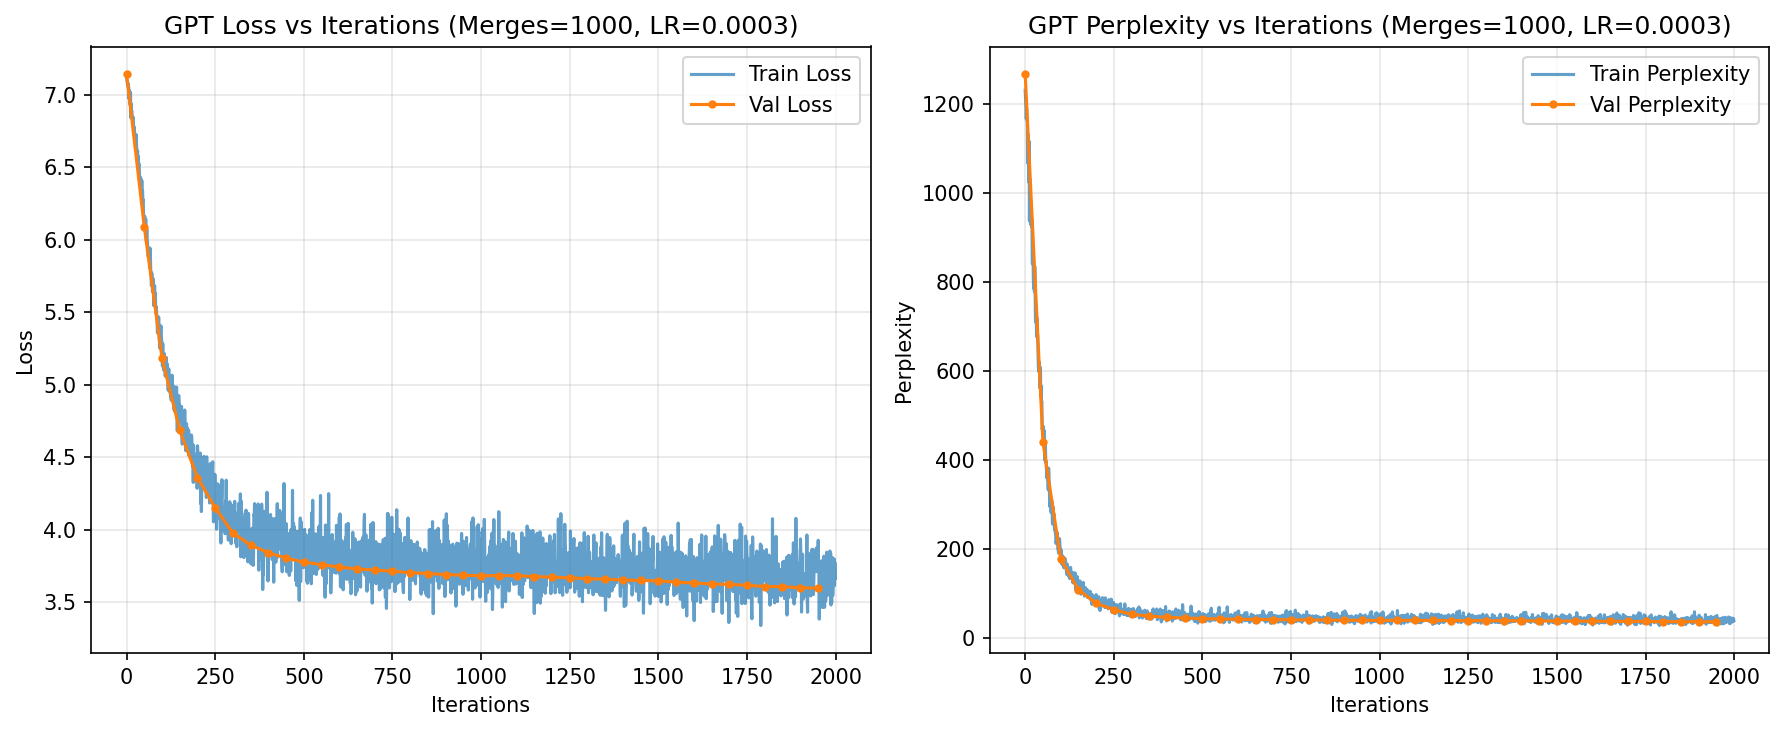 GPT Loss vs Iterations (Merges=1000, LR=0.0003)
Train Loss
Val Loss
7.0
6.5
6.0
5.5
5.0
4.5
4.0
3.5
Loss
0 250 500 750 1000 1250 1500 1750 2000
Iterations
GPT Perplexity vs Iterations (Merges=1000, LR=0.0003)
Train Perplexity
Val Perplexity
1200
1000
800
600
400
200
0
Perplexity
0 250 500 750 1000 1250 1500 1750 2000
Iterations